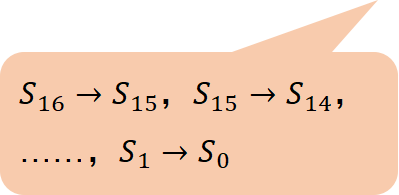 S₁₆ → S₁₅，S₁₅ → S₁₄，
……，S₁ → S₀